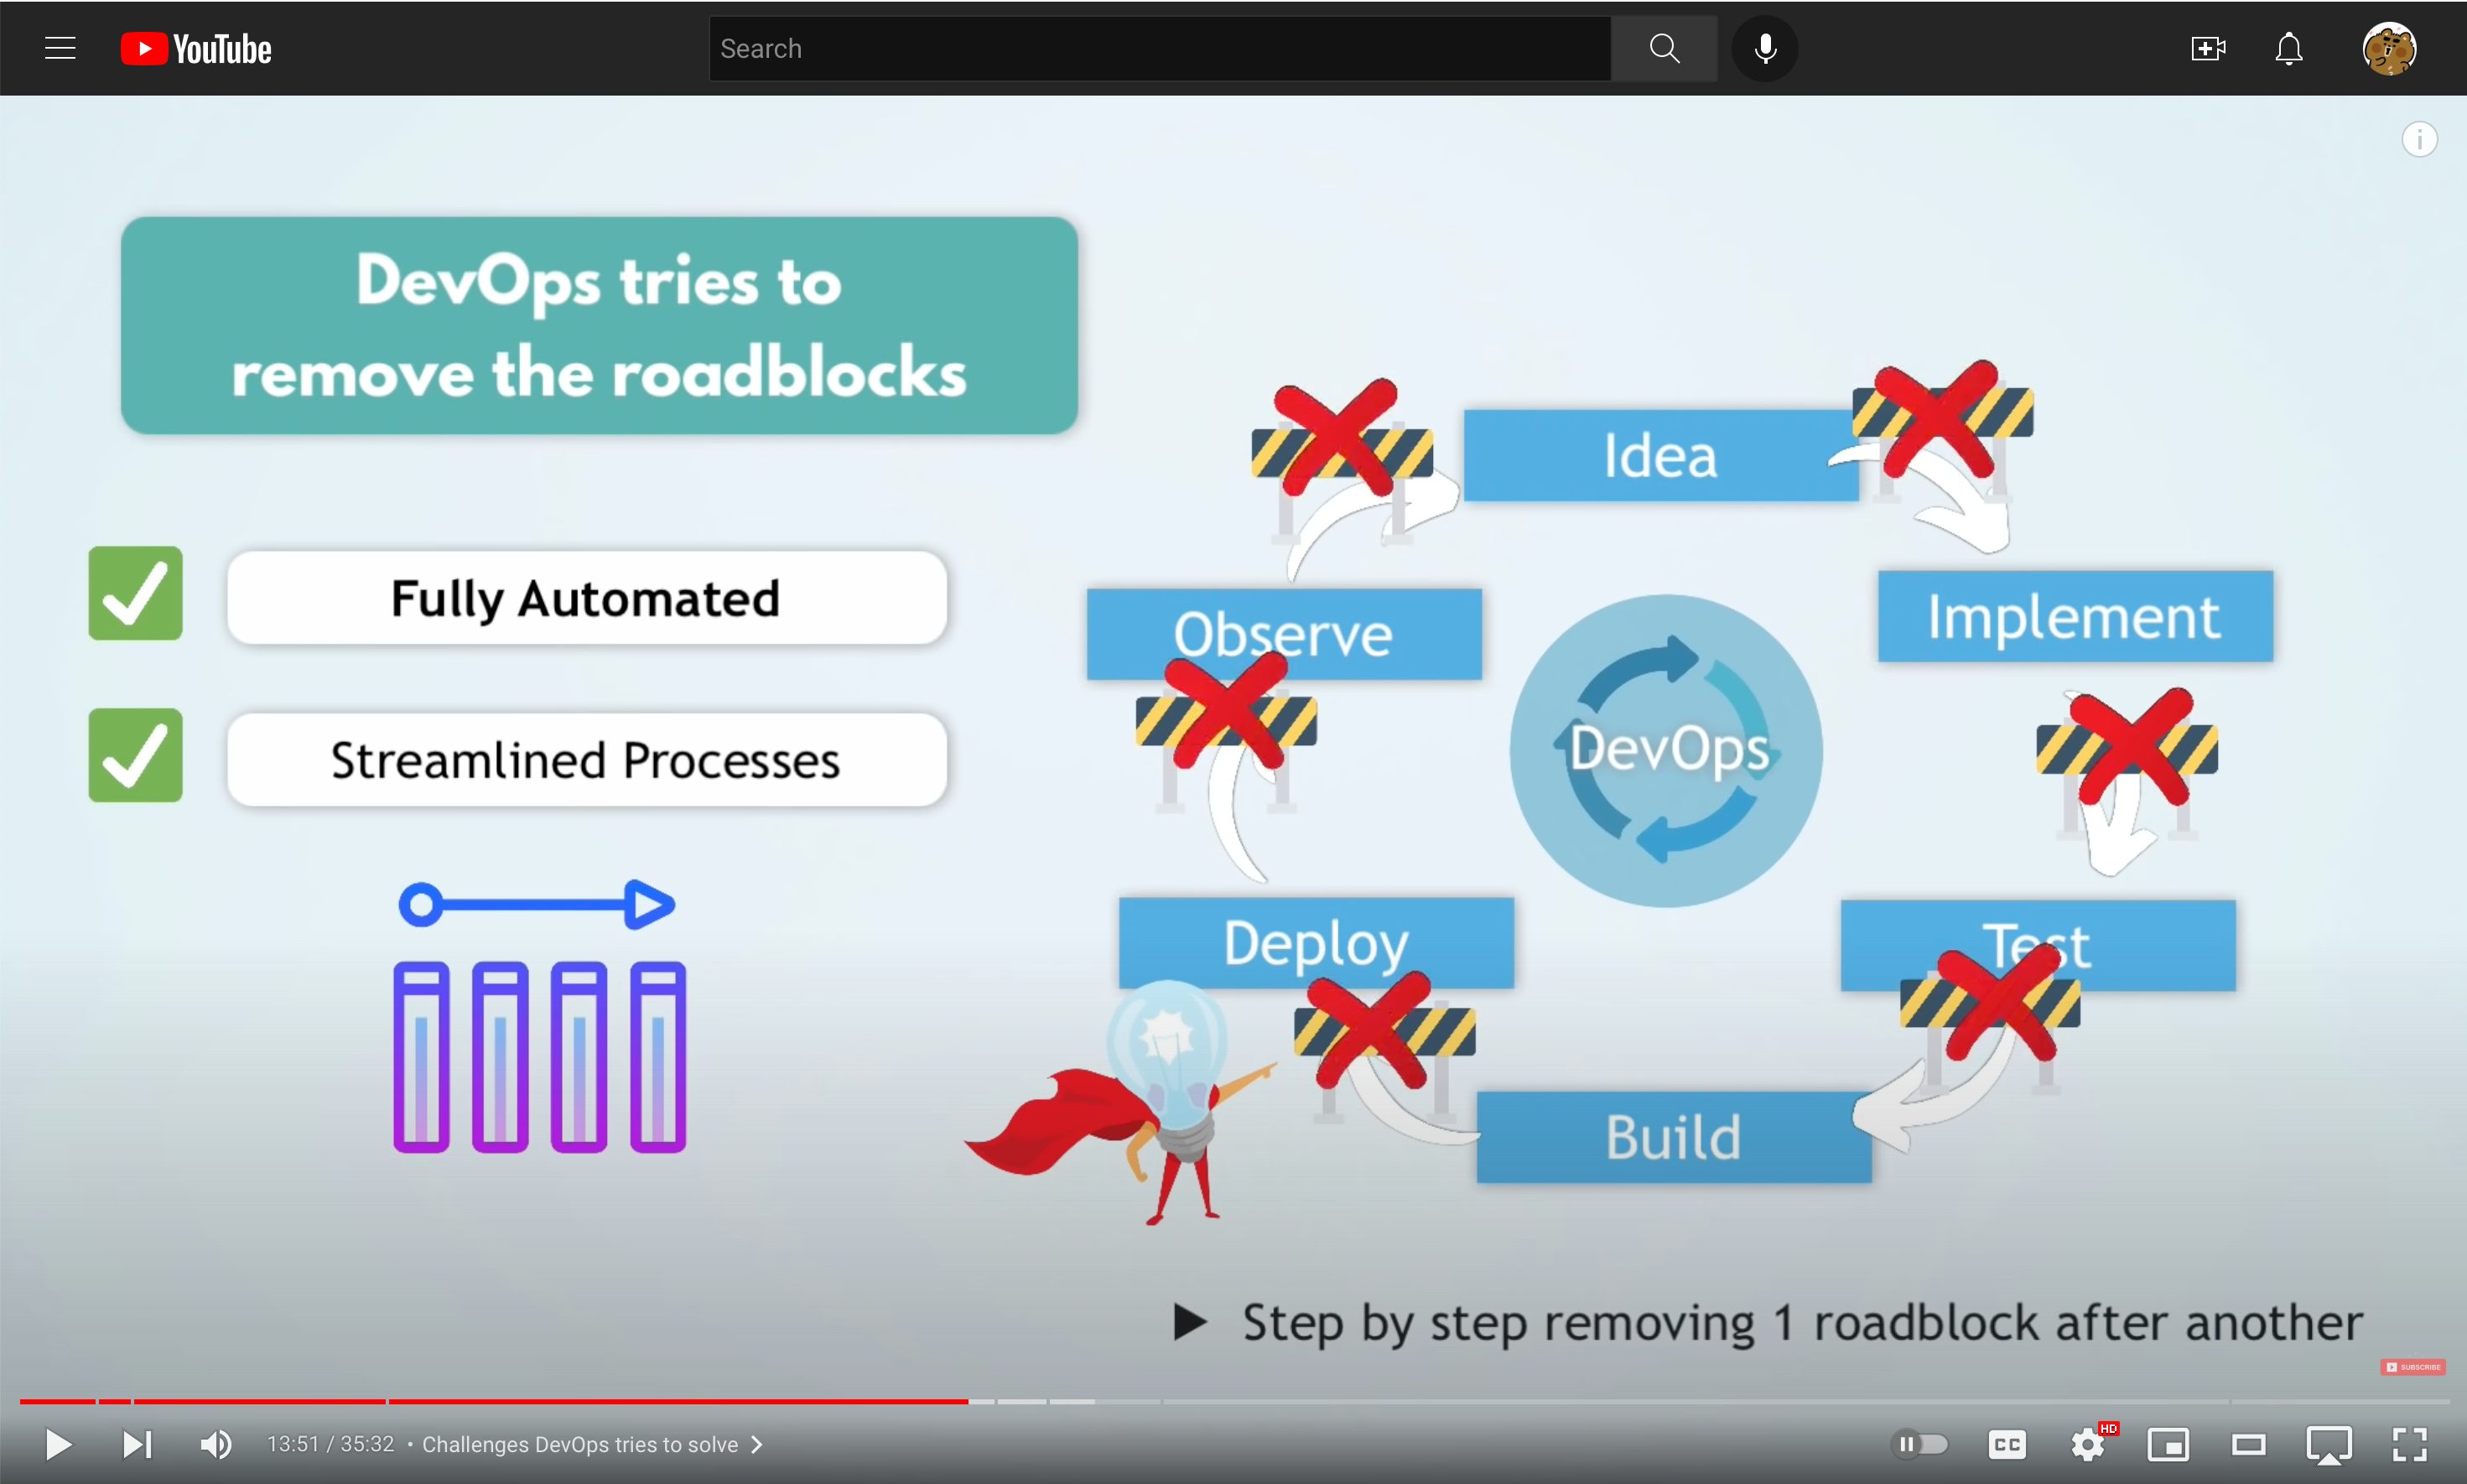 YouTube
Search
DevOps tries to
remove the roadblocks
Fully Automated
Streamlined Processes
Idea
Implement
Observe
DevOps
Deploy
Test
Build
Step by step removing 1 roadblock after another
SUBSCRIBE
13:51 / 35:32 • Challenges DevOps tries to solve
CC
HD